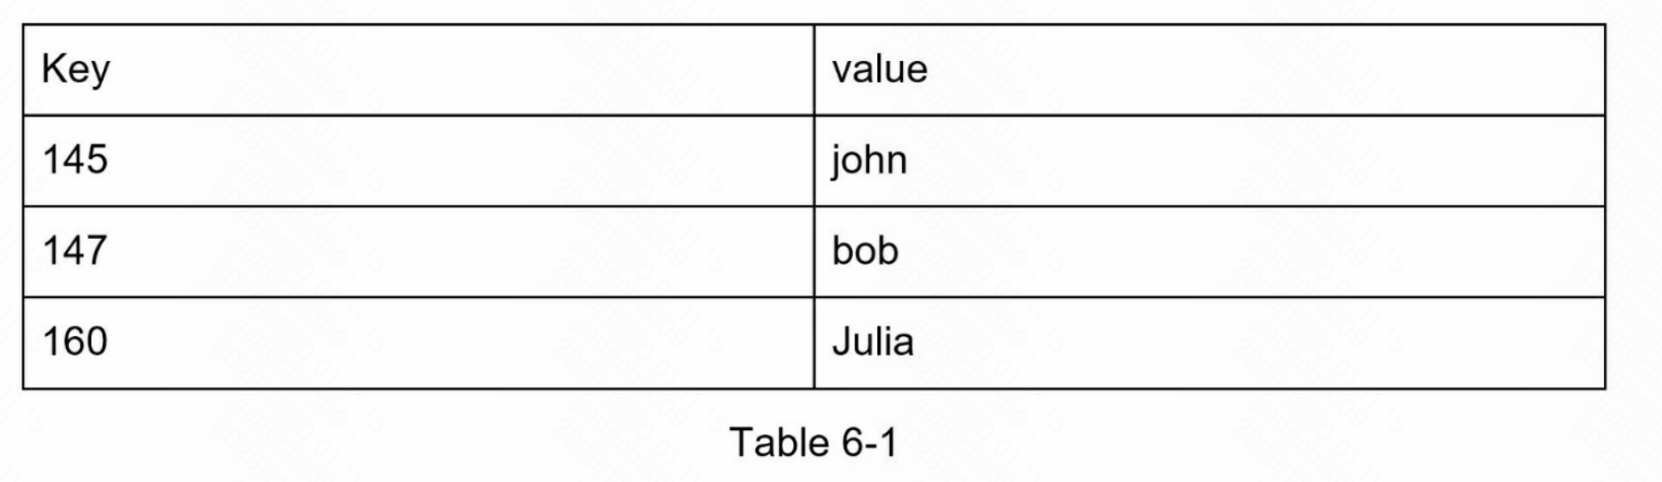 Key value
145 john
147 bob
160 Julia
Table 6-1